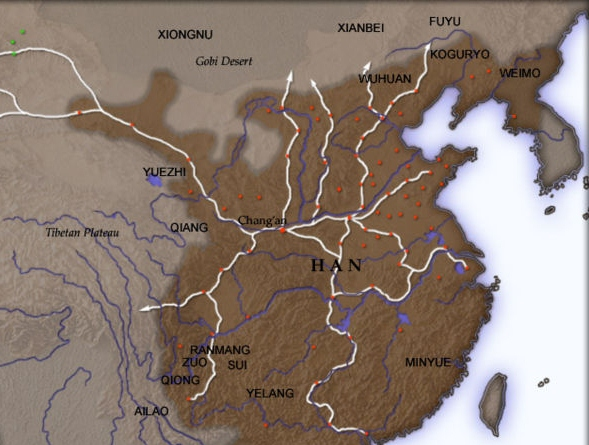 FUYU
XIANBEI
XIONGNU
KOGURYO
Gobi Desert
WEIMO
WUHUAN
YUEZHI
Chang'an
QIANG
Tibetan Plateau
HAN
RANMANG
ZUO
SUI
MINYUE
QIONG
YELANG
AILAO